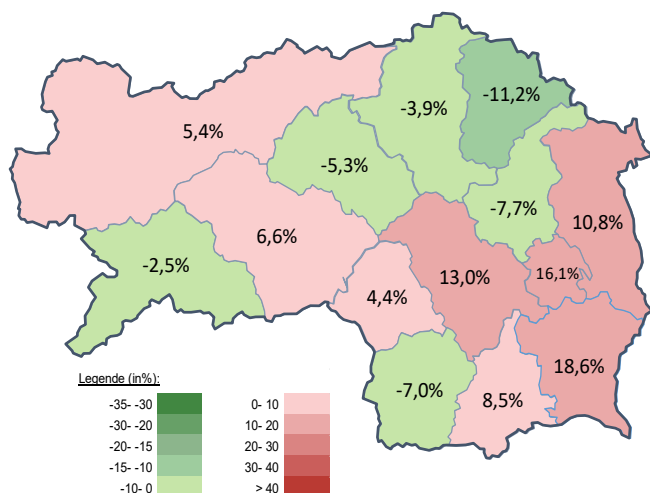 -11,2%
-3,9%
5,4%
-5,3%
-7,7%
10,8%
6,6%
-2,5%
13,0%
16,1%
4,4%
18,6%
-7,0%
8,5%
Legende (in%):
-35- -30 0- 10
-30- -20 10- 20
-20- -15 20- 30
-15- -10 30- 40
-10- 0 > 40